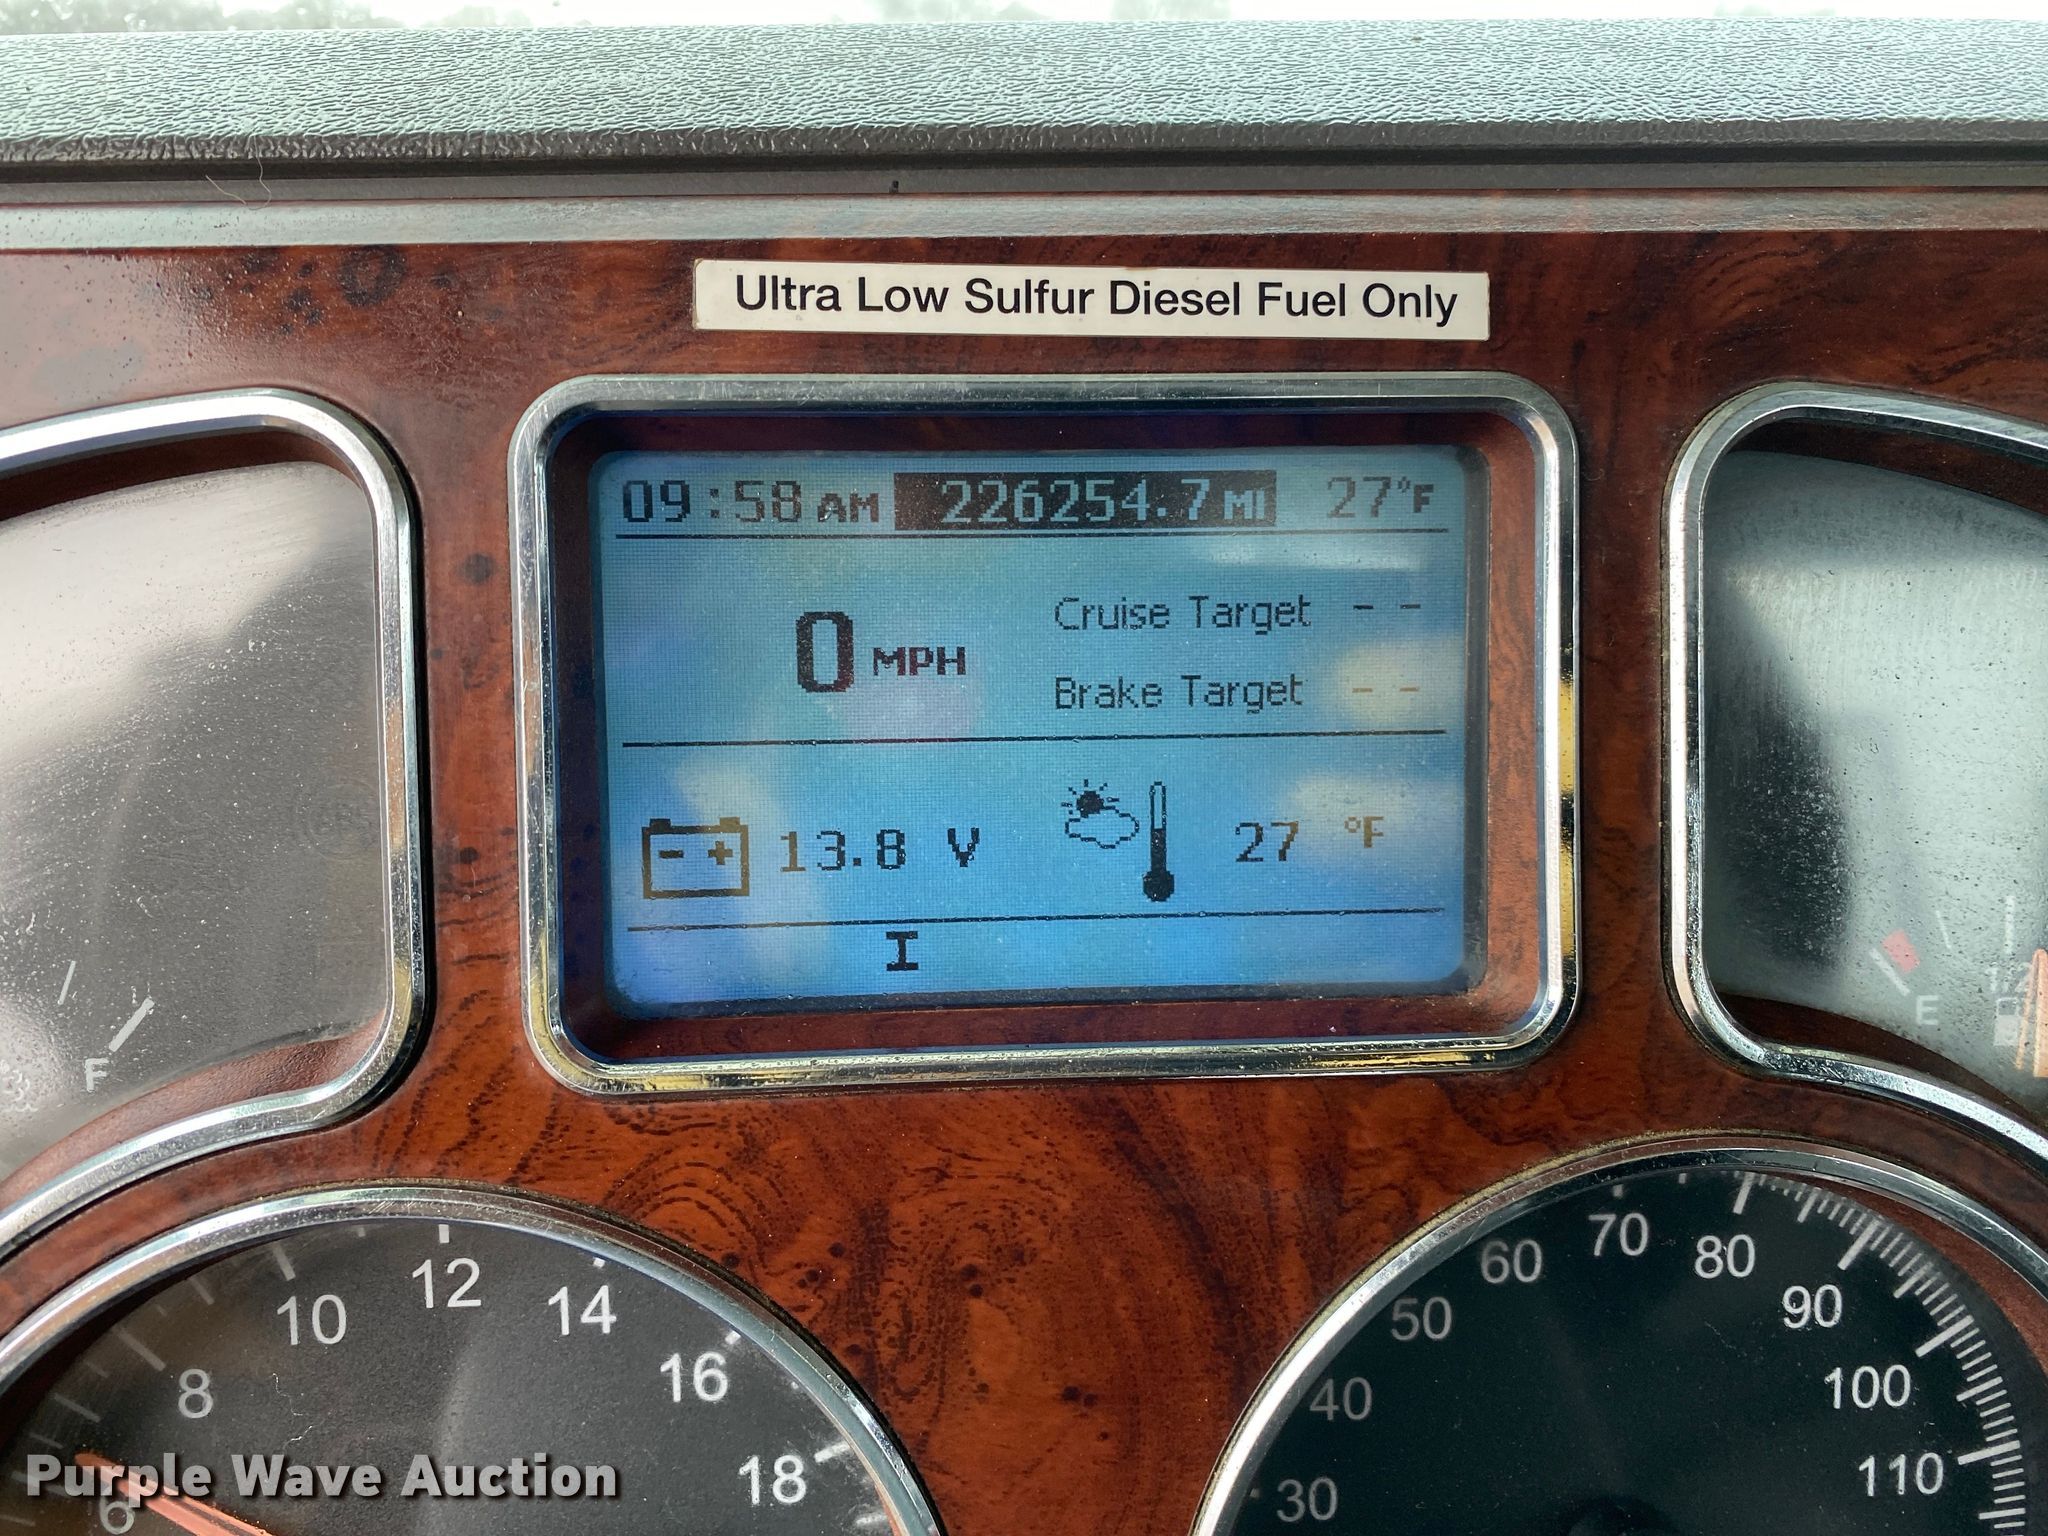 Ultra Low Sulfur Diesel Fuel Only
09:58 AM 226254.7 MI 27°F
0 MPH
Cruise Target - -
Brake Target - -
- + 13.8 V 27 °F
I
F
E
12
6 8 10 12 14 16 18
30 40 50 60 70 80 90 100 110
Purple Wave Auction